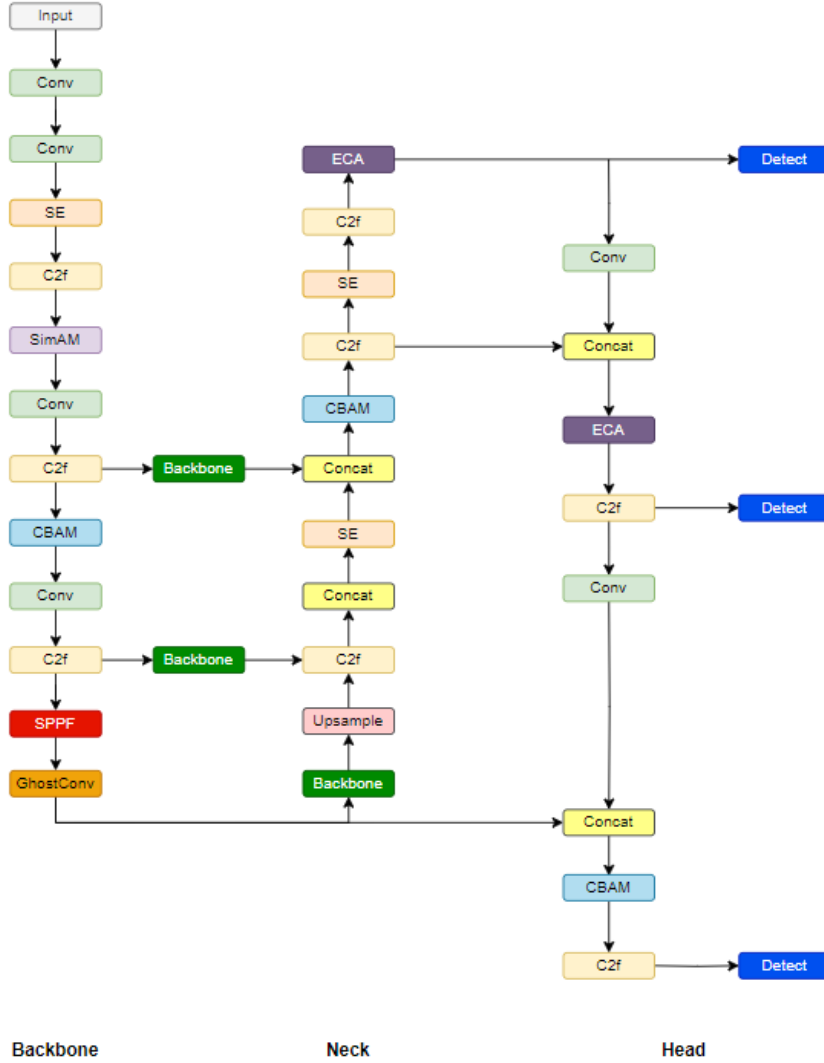 Input
Conv
Conv
SE
C2f
SimAM
Conv
C2f
CBAM
Conv
C2f
SPPF
GhostConv
Backbone
Backbone
ECA
C2f
SE
C2f
CBAM
Concat
SE
Concat
C2f
Upsample
Backbone
Conv
Concat
ECA
C2f
Conv
Concat
CBAM
C2f
Detect
Detect
Detect
Backbone
Neck
Head